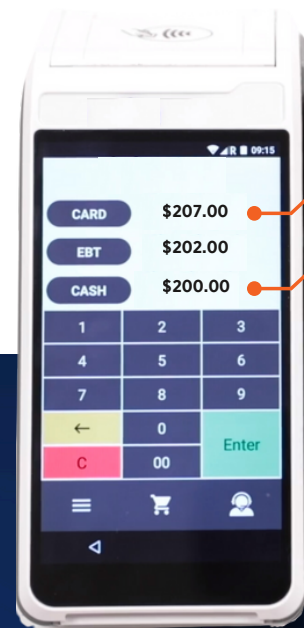 R 09:15
CARD $207.00
EBT $202.00
CASH $200.00
1 2 3
4 5 6
7 8 9
← 0 Enter
C 00